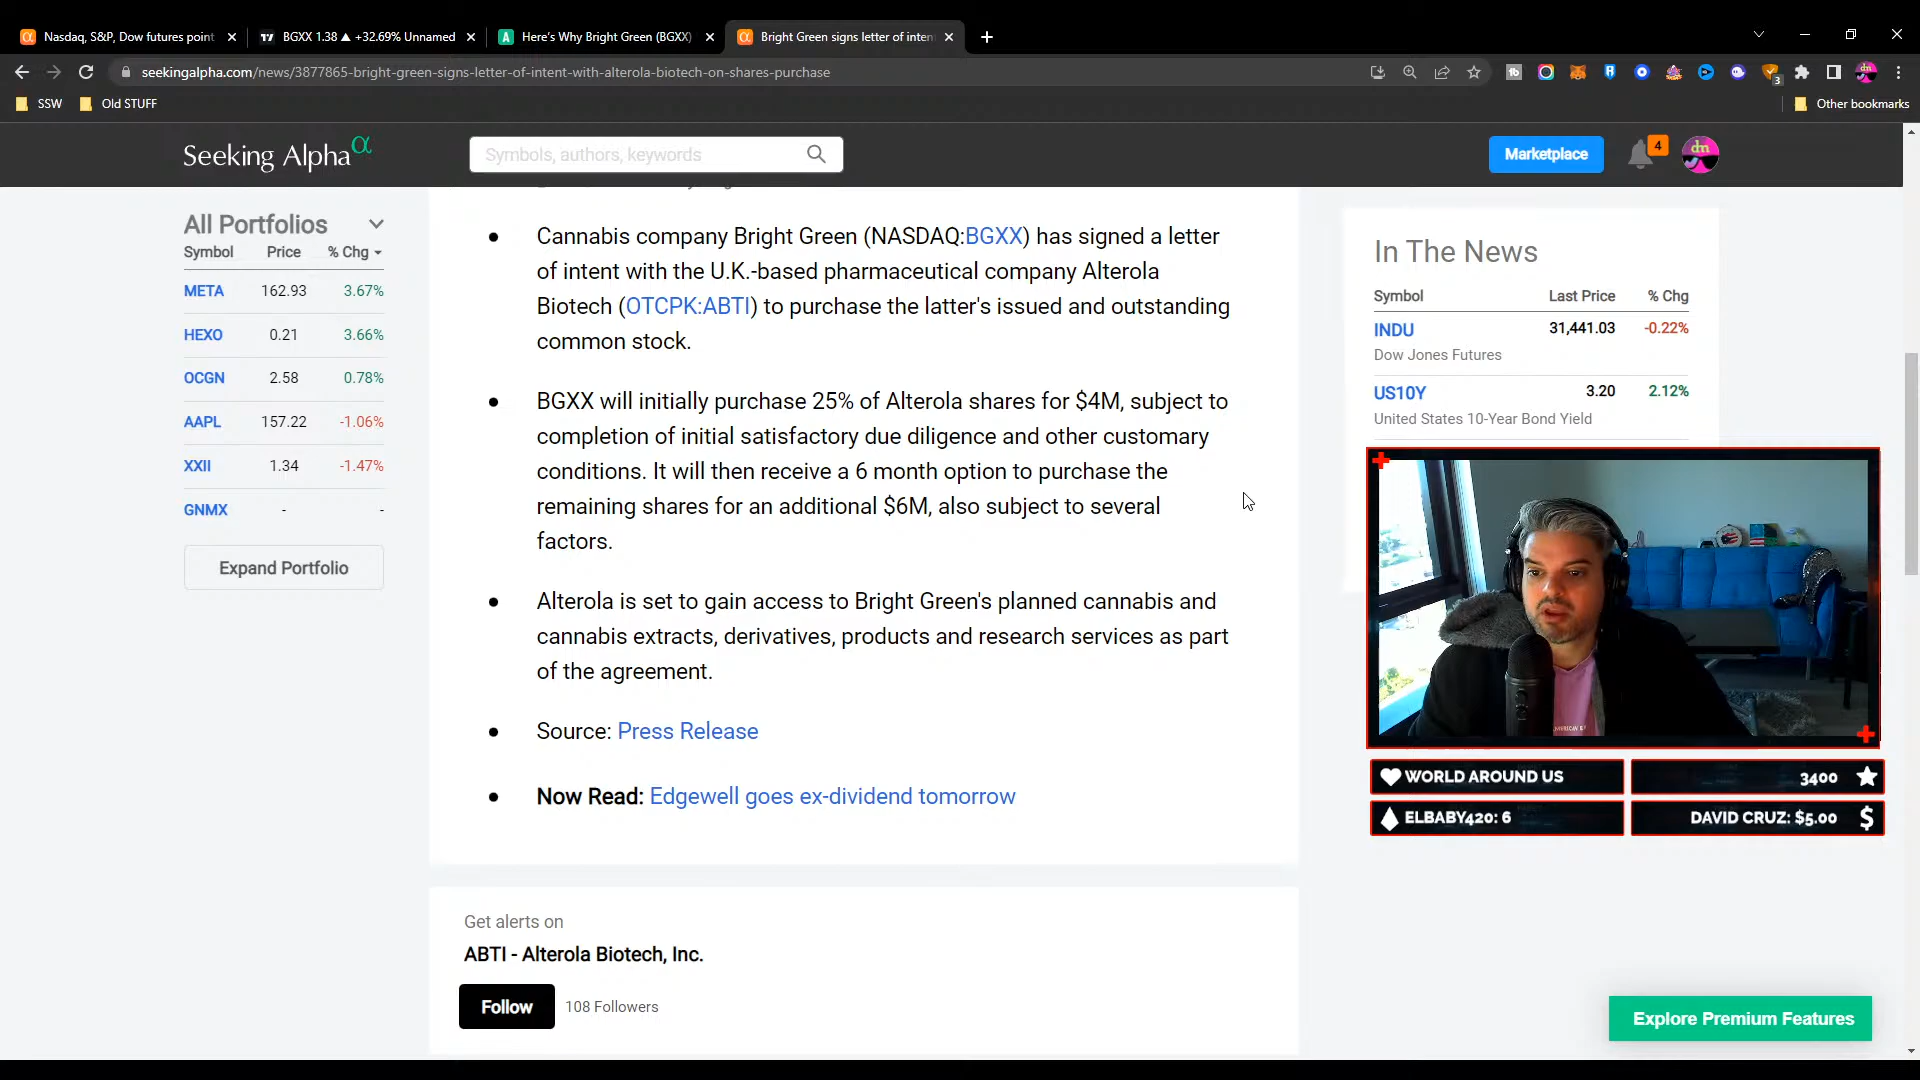 Nasdaq, S&P, Dow futures point
BGXX 1.38 ▲ +32.69% Unnamed
Here's Why Bright Green (BGXX)
Bright Green signs letter of inten
seekingalpha.com/news/3877865-bright-green-signs-letter-of-intent-with-alterola-biotech-on-shares-purchase
3
SSW
Old STUFF
Other bookmarks
Seeking Alpha α
Symbols, authors, keywords
Marketplace
4
dn
All Portfolios
Symbol Price % Chg
META 162.93 3.67%
HEXO 0.21 3.66%
OCGN 2.58 0.78%
AAPL 157.22 -1.06%
XXII 1.34 -1.47%
GNMX - -
Expand Portfolio
• Cannabis company Bright Green (NASDAQ:BGXX) has signed a letter
of intent with the U.K.-based pharmaceutical company Alterola
Biotech (OTCPK:ABTI) to purchase the latter's issued and outstanding
common stock.
• BGXX will initially purchase 25% of Alterola shares for $4M, subject to
completion of initial satisfactory due diligence and other customary
conditions. It will then receive a 6 month option to purchase the
remaining shares for an additional $6M, also subject to several
factors.
• Alterola is set to gain access to Bright Green's planned cannabis and
cannabis extracts, derivatives, products and research services as part
of the agreement.
• Source: Press Release
• Now Read: Edgewell goes ex-dividend tomorrow
Get alerts on
ABTI - Alterola Biotech, Inc.
Follow 108 Followers
In The News
Symbol Last Price % Chg
INDU 31,441.03 -0.22%
Dow Jones Futures
US10Y 3.20 2.12%
United States 10-Year Bond Yield
WORLD AROUND US
3400
ELBABY420: 6
DAVID CRUZ: $5.00 $
Explore Premium Features